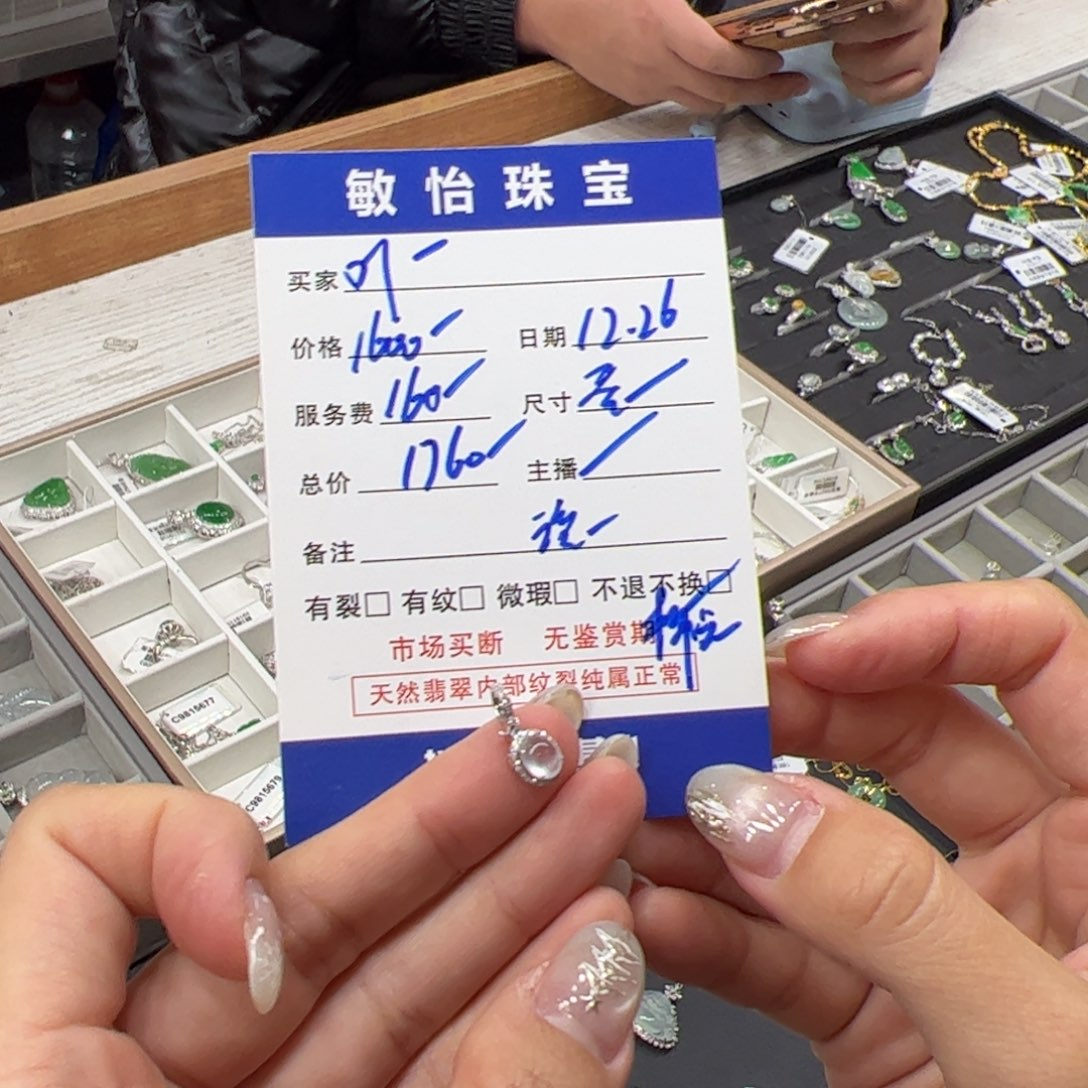 敏怡珠宝
买家
价格 1600 日期 12.26
服务费 160 尺寸
总价 1760 主播
备注
有裂□ 有纹□ 微瑕□ 不退不换□
市场买断 无鉴赏期
天然翡翠内部纹裂纯属正常
C9815677
C9815679